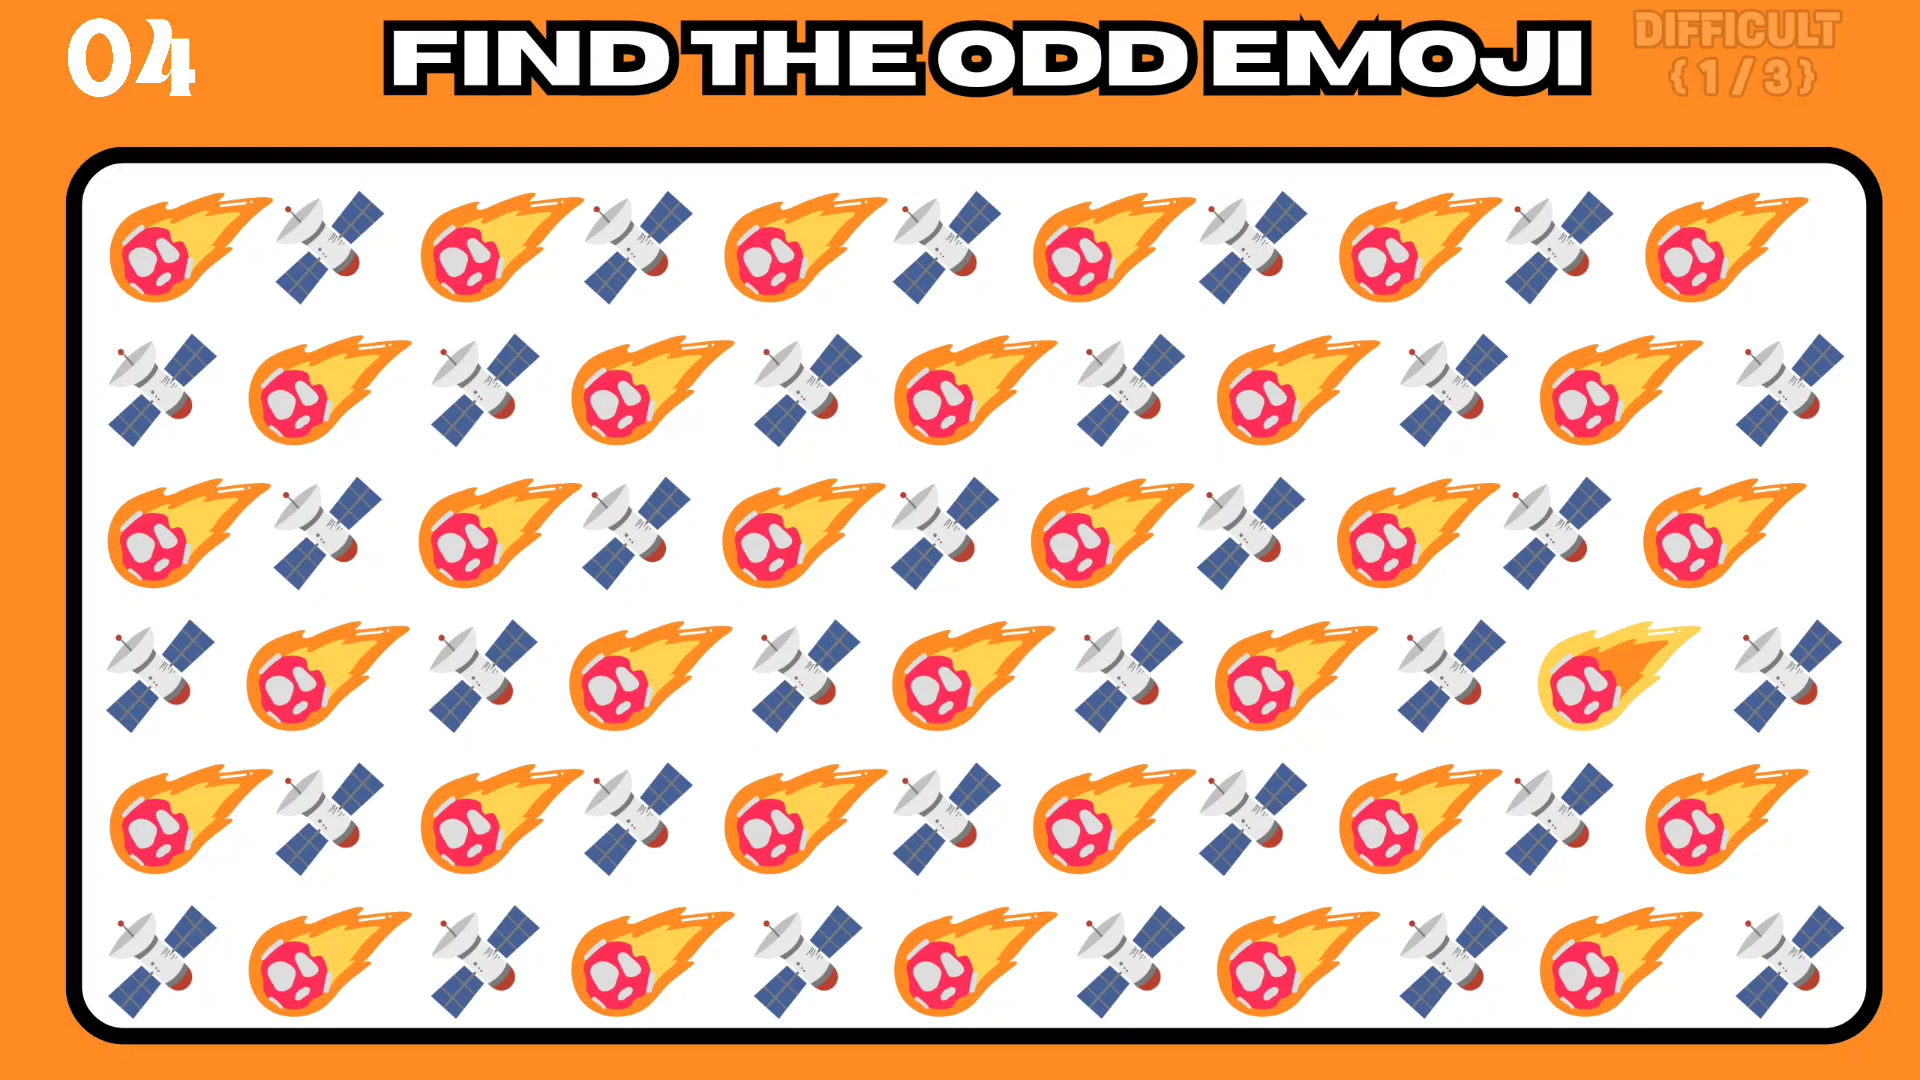 04
FIND THE ODD EMOJI
DIFFICULT
{1/3}